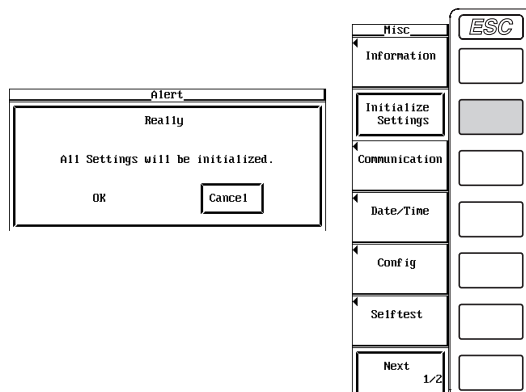 Alert
Really
All Settings will be initialized.
OK
Cancel
Misc
Information
Initialize
Settings
Communication
Date/Time
Config
Selftest
Next
1/2
ESC